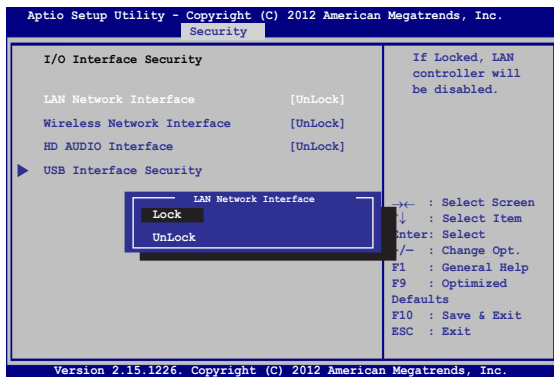 Aptio Setup Utility - Copyright (C) 2012 American Megatrends, Inc.
Security
I/O Interface Security
LAN Network Interface [UnLock]
Wireless Network Interface [UnLock]
HD AUDIO Interface [UnLock]
USB Interface Security
LAN Network Interface
Lock
UnLock
If Locked, LAN
controller will
be disabled.
→← : Select Screen
↑↓ : Select Item
Enter: Select
+/— : Change Opt.
F1 : General Help
F9 : Optimized
Defaults
F10 : Save & Exit
ESC : Exit
Version 2.15.1226. Copyright (C) 2012 American Megatrends, Inc.